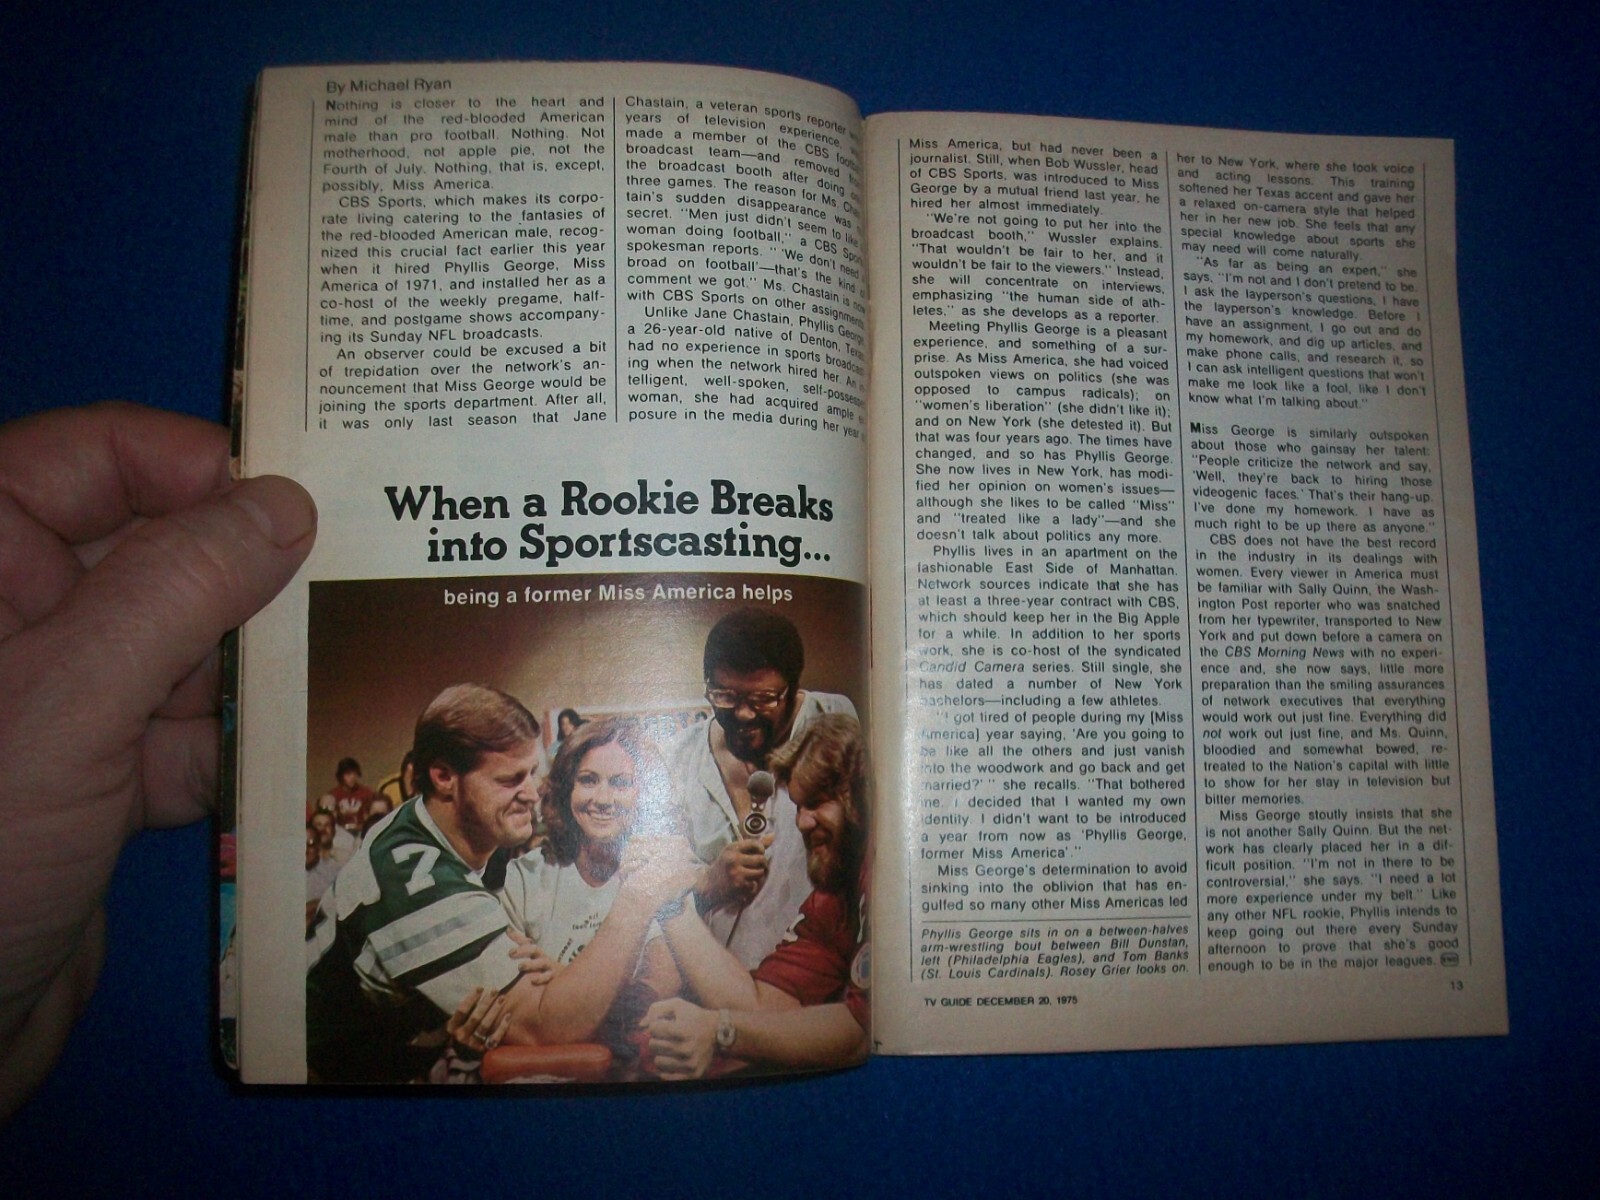 By Michael Ryan
Nothing is closer to the heart and
mind of the red-blooded American
male than pro football. Nothing. Not
motherhood, not apple pie, not the
Fourth of July. Nothing, that is, except,
possibly, Miss America.
CBS Sports, which makes its corpo-
rate living catering to the fantasies of
the red-blooded American male, recog-
nized this crucial fact earlier this year
when it hired Phyllis George, Miss
America of 1971, and installed her as a
co-host of the weekly pregame, half-
time, and postgame shows accompany-
ing its Sunday NFL broadcasts.
An observer could be excused a bit
of trepidation over the network's an-
nouncement that Miss George would be
joining the sports department. After all,
it was only last season that Jane
Chastain, a veteran sports reporter
years of television experience,
made a member of the CBS
broadcast team—and removed
the broadcast booth after doing
three games. The reason for Ms.
tain's sudden disappearance was
secret. "Men just didn't seem to like
woman doing football," a CBS
spokesman reports. " 'We don't need
broad on football'—that's the kind
comment we got." Ms. Chastain is now
with CBS Sports on other assignments.
Unlike Jane Chastain, Phyllis George,
a 26-year-old native of Denton, Texas
had no experience in sports broadcast-
ing when the network hired her. An in-
telligent, well-spoken, self-possessed
woman, she had acquired ample ex-
posure in the media during her year
When a Rookie Breaks
into Sportscasting...
being a former Miss America helps
7
Miss America, but had never been a
journalist. Still, when Bob Wussler, head
of CBS Sports, was introduced to Miss
George by a mutual friend last year, he
hired her almost immediately.
"We're not going to put her into the
broadcast booth," Wussler explains.
"That wouldn't be fair to her, and it
wouldn't be fair to the viewers." Instead,
she will concentrate on interviews,
emphasizing "the human side of ath-
letes," as she develops as a reporter.
Meeting Phyllis George is a pleasant
experience, and something of a sur-
prise. As Miss America, she had voiced
outspoken views on politics (she was
opposed to campus radicals); on
"women's liberation" (she didn't like it);
and on New York (she detested it). But
that was four years ago. The times have
changed, and so has Phyllis George.
She now lives in New York, has modi-
fied her opinion on women's issues—
although she likes to be called "Miss"
and "treated like a lady"—and she
doesn't talk about politics any more.
Phyllis lives in an apartment on the
fashionable East Side of Manhattan.
Network sources indicate that she has
at least a three-year contract with CBS,
which should keep her in the Big Apple
for a while. In addition to her sports
work, she is co-host of the syndicated
Candid Camera series. Still single, she
has dated a number of New York
bachelors—including a few athletes.
"I got tired of people during my [Miss
America] year saying, 'Are you going to
be like all the others and just vanish
into the woodwork and go back and get
married?' " she recalls. "That bothered
me. I decided that I wanted my own
identity. I didn't want to be introduced
a year from now as 'Phyllis George,
former Miss America'."
Miss George's determination to avoid
sinking into the oblivion that has en-
gulfed so many other Miss Americas led
Phyllis George sits in on a between-halves
arm-wrestling bout between Bill Dunstan,
left (Philadelphia Eagles), and Tom Banks
(St. Louis Cardinals). Rosey Grier looks on.
TV GUIDE DECEMBER 20, 1975
her to New York, where she took voice
and acting lessons. This training
softened her Texas accent and gave her
a relaxed on-camera style that helped
her in her new job. She feels that any
special knowledge about sports she
may need will come naturally.
"As far as being an expert," she
says, "I'm not and I don't pretend to be.
I ask the layperson's questions, I have
the layperson's knowledge. Before I
have an assignment, I go out and do
my homework, and dig up articles, and
make phone calls, and research it, so
I can ask intelligent questions that won't
make me look like a fool, like I don't
know what I'm talking about."
Miss George is similarly outspoken
about those who gainsay her talent:
"People criticize the network and say,
'Well, they're back to hiring those
videogenic faces.' That's their hang-up.
I've done my homework. I have as
much right to be up there as anyone."
CBS does not have the best record
in the industry in its dealings with
women. Every viewer in America must
be familiar with Sally Quinn, the Wash-
ington Post reporter who was snatched
from her typewriter, transported to New
York and put down before a camera on
the CBS Morning News with no experi-
ence and, she now says, little more
preparation than the smiling assurances
of network executives that everything
would work out just fine. Everything did
not work out just fine, and Ms. Quinn,
bloodied and somewhat bowed, re-
treated to the Nation's capital with little
to show for her stay in television but
bitter memories.
Miss George stoutly insists that she
is not another Sally Quinn. But the net-
work has clearly placed her in a dif-
ficult position. "I'm not in there to be
controversial," she says. "I need a lot
more experience under my belt." Like
any other NFL rookie, Phyllis intends to
keep going out there every Sunday
afternoon to prove that she's good
enough to be in the major leagues.
13